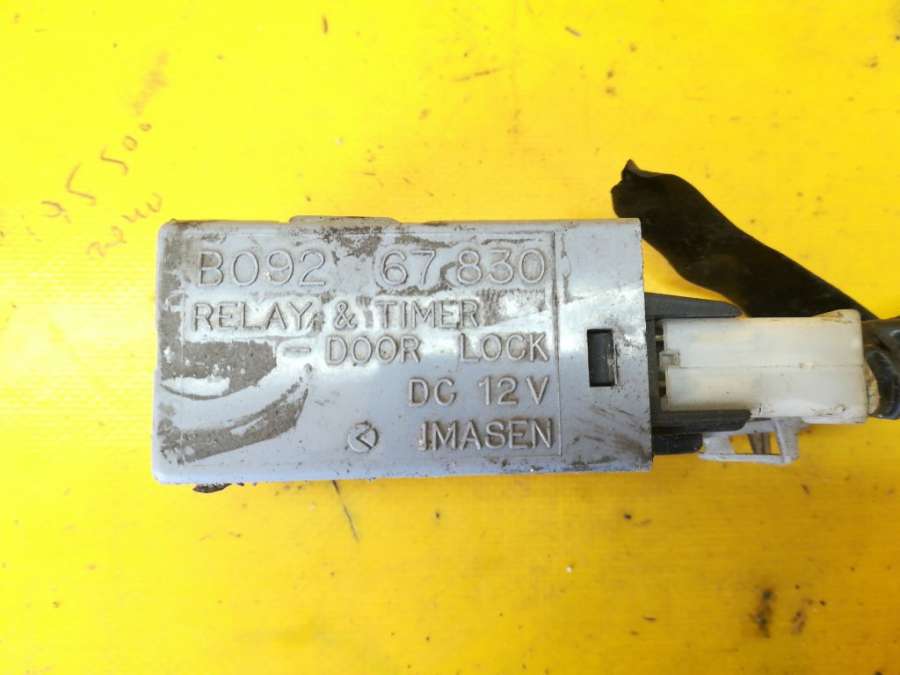 B092 67 830
RELAY & TIMER
-DOOR LOCK
DC 12V
IMASEN